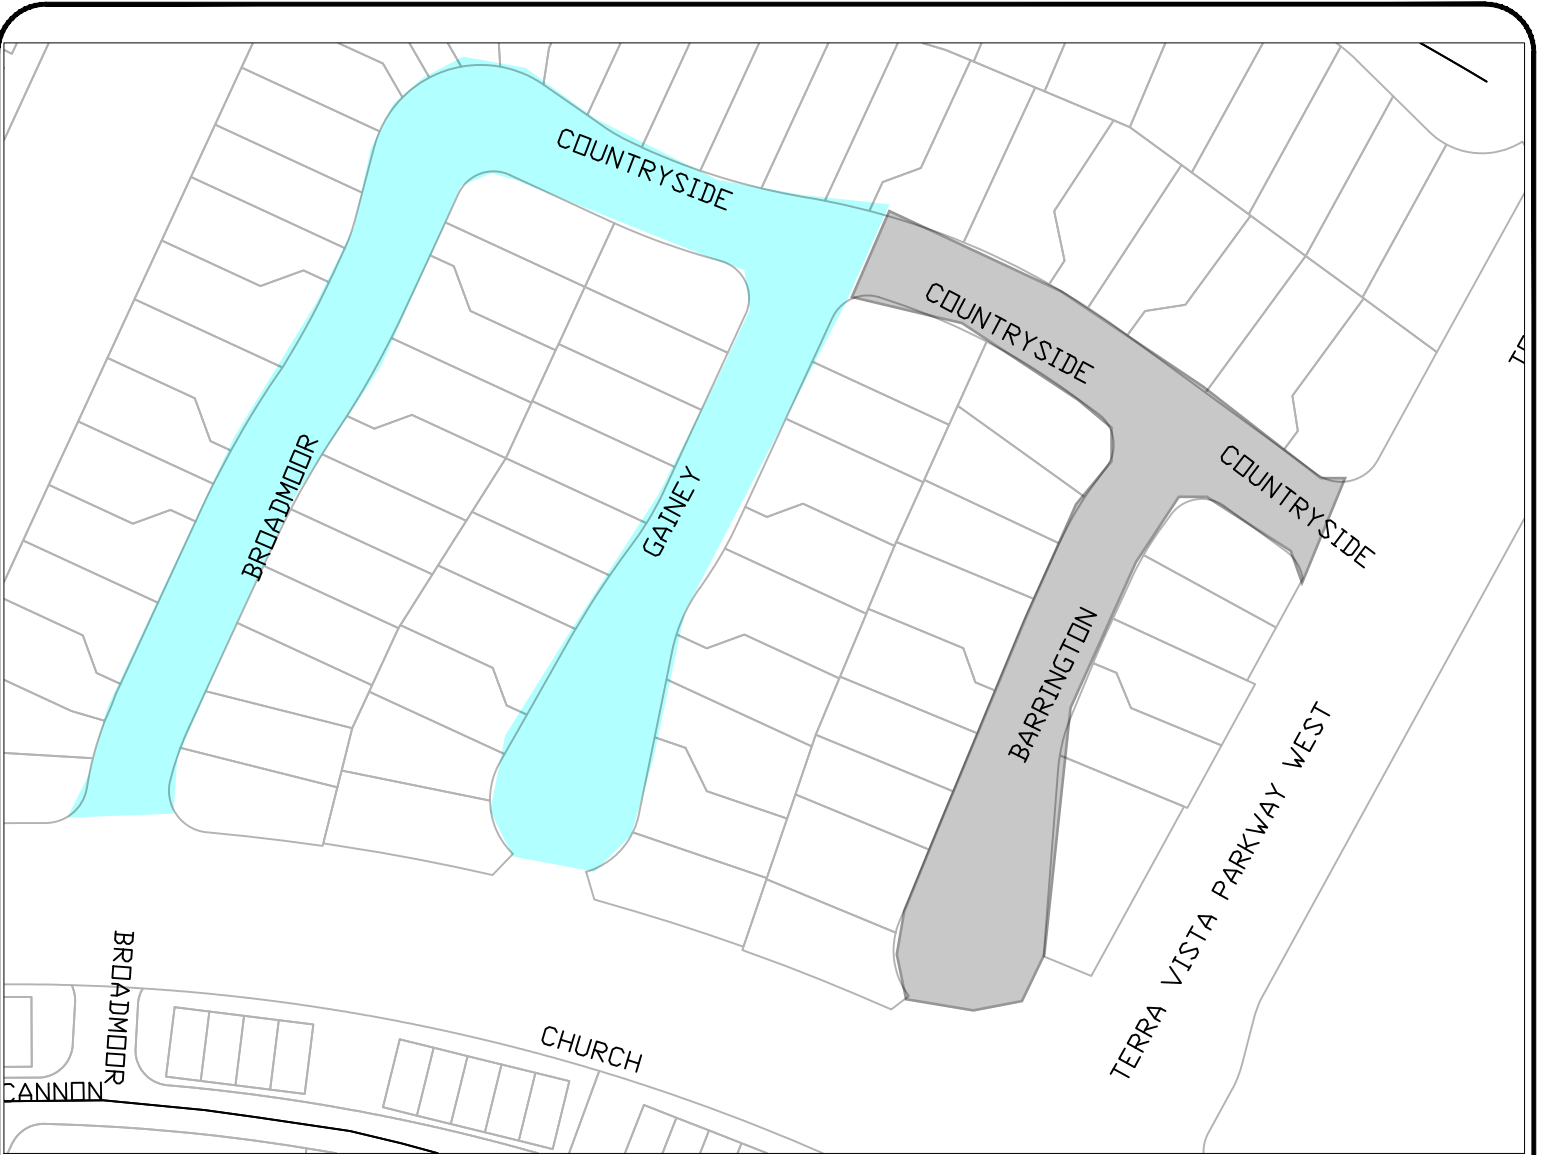 COUNTRYSIDE
COUNTRYSIDE
COUNTRYSIDE
BROADMOOR
GAINEY
BARRINGTON
TERRA VISTA PARKWAY WEST
BROADMOOR
CHURCH
CANNON